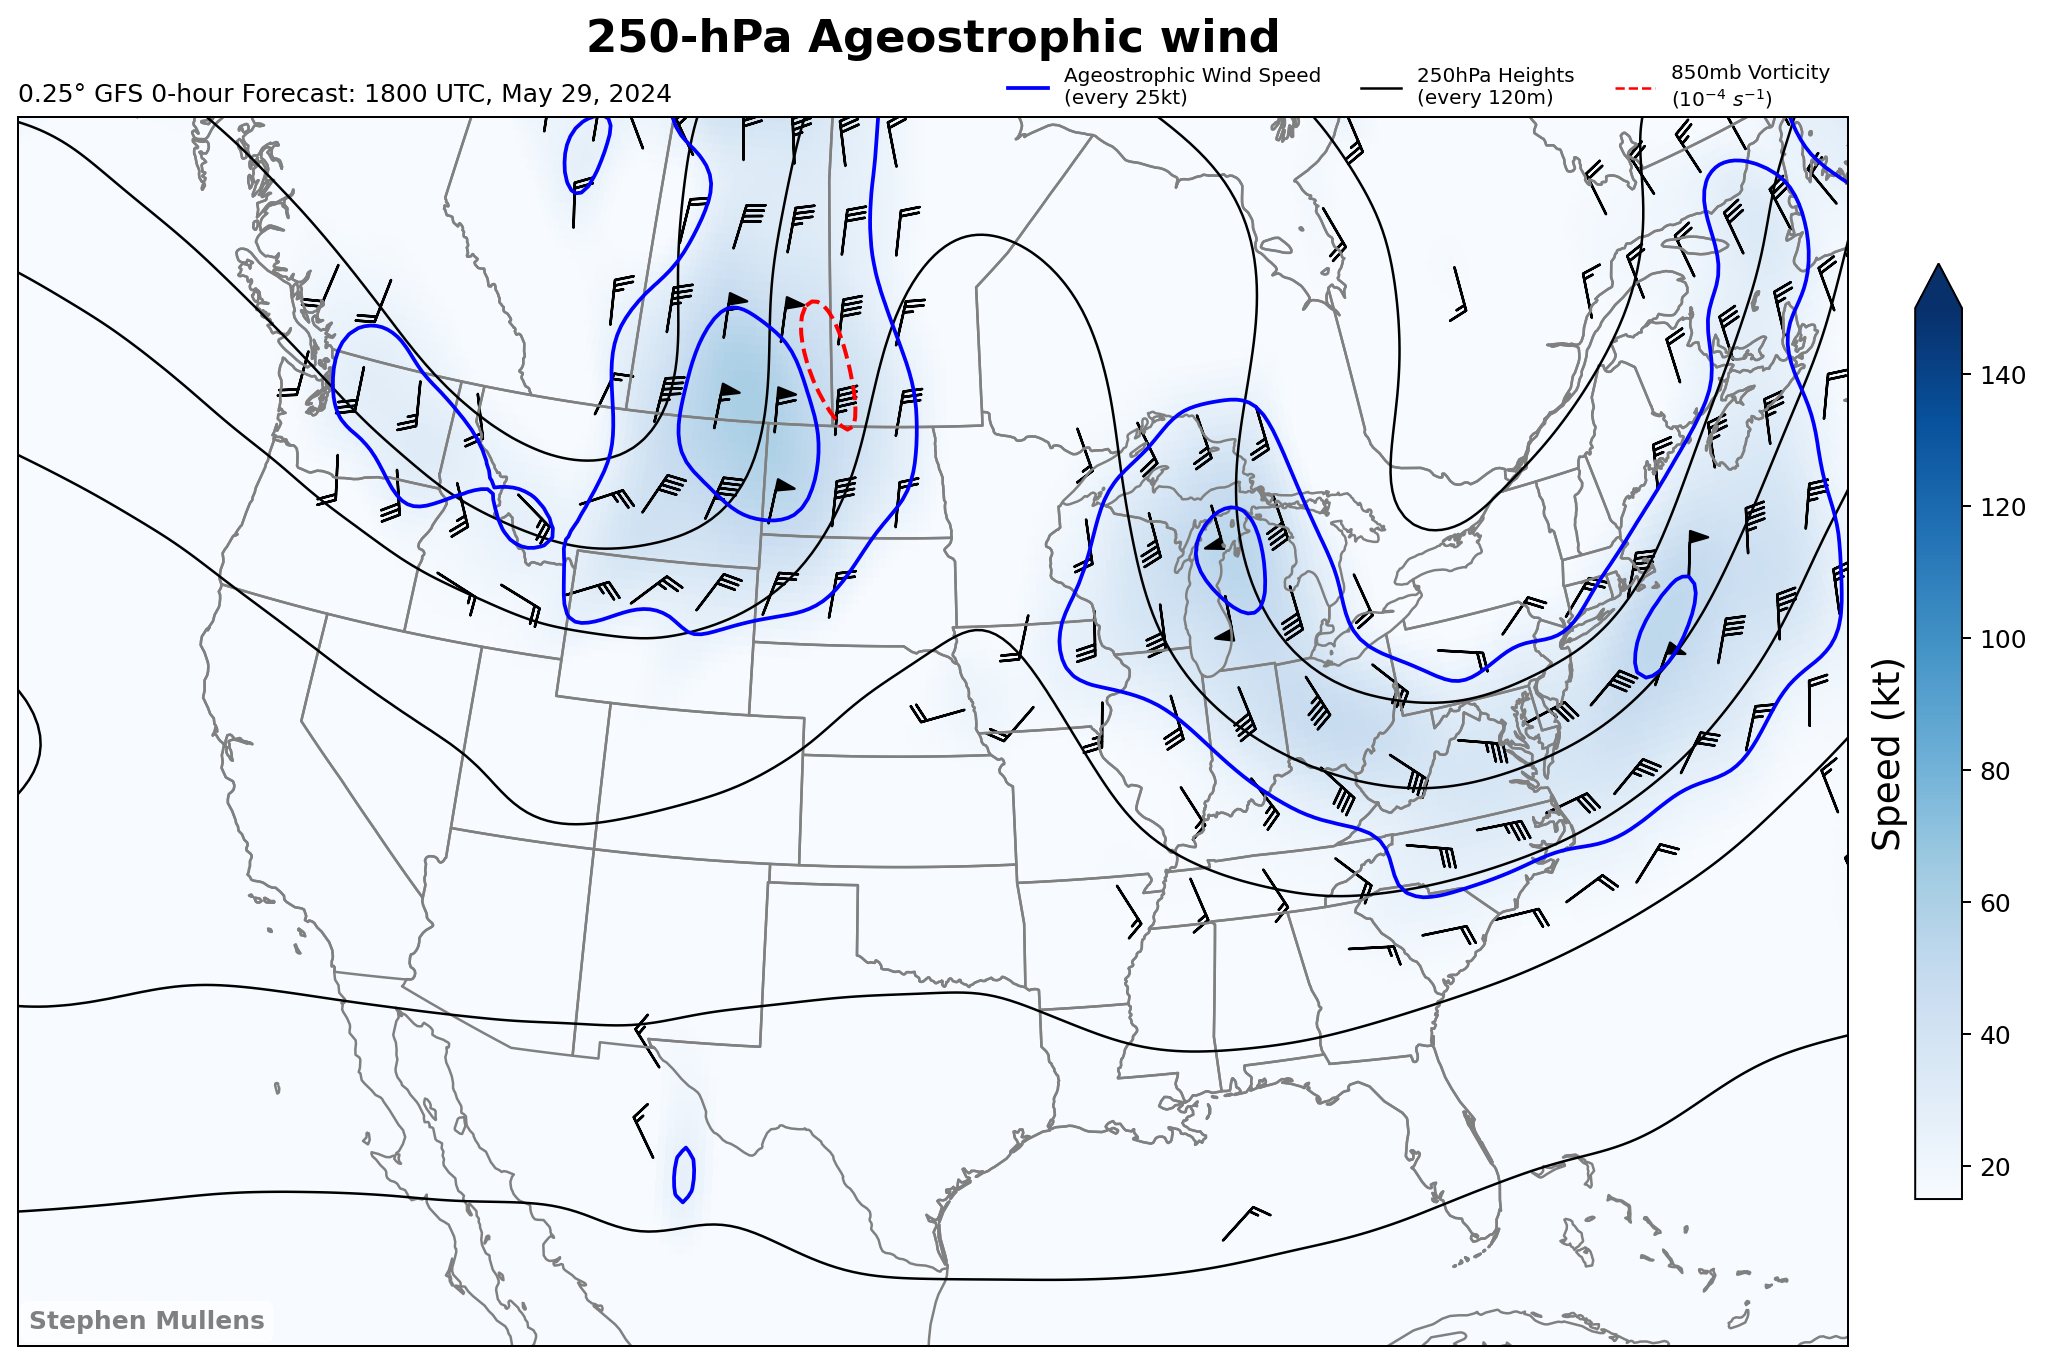 250-hPa Ageostrophic wind
0.25° GFS 0-hour Forecast: 1800 UTC, May 29, 2024
Ageostrophic Wind Speed
(every 25kt)
250hPa Heights
(every 120m)
850mb Vorticity
(10⁻⁴ s⁻¹)
140
120
100
80
60
40
20
Speed (kt)
Stephen Mullens